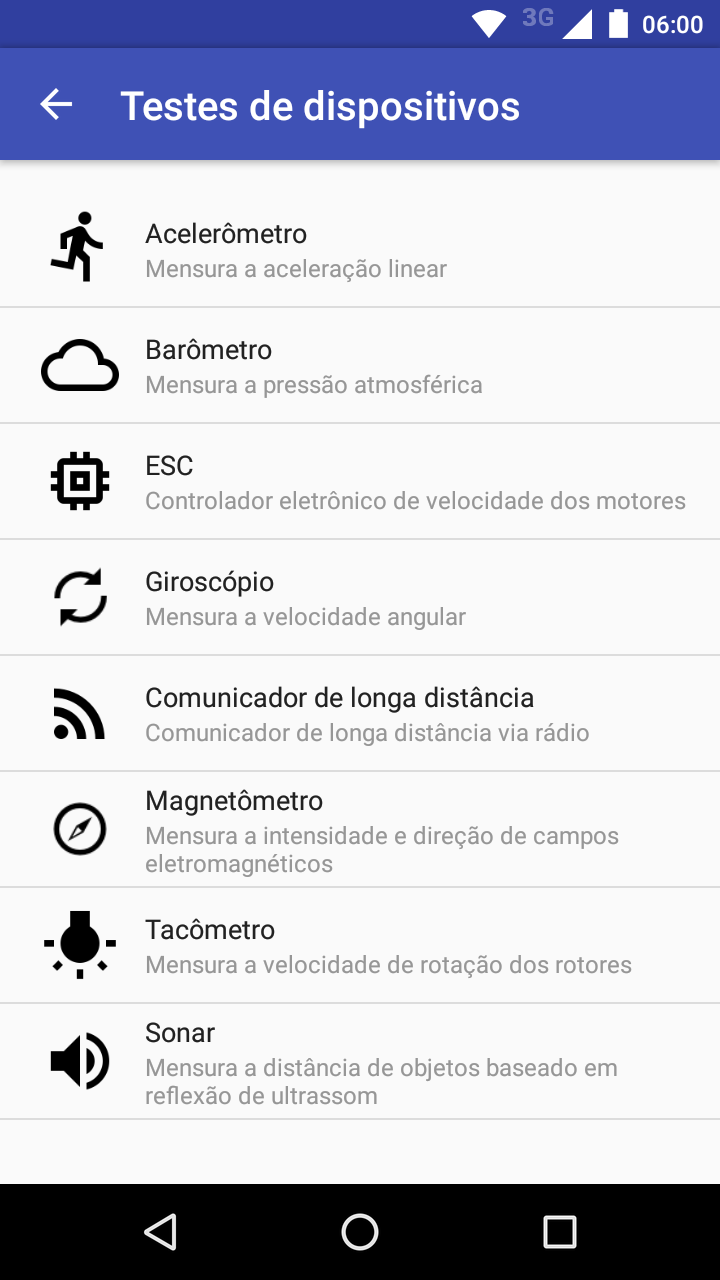 3G 06:00
Testes de dispositivos
Acelerômetro
Mensura a aceleração linear
Barômetro
Mensura a pressão atmosférica
ESC
Controlador eletrônico de velocidade dos motores
Giroscópio
Mensura a velocidade angular
Comunicador de longa distância
Comunicador de longa distância via rádio
Magnetômetro
Mensura a intensidade e direção de campos
eletromagnéticos
Tacômetro
Mensura a velocidade de rotação dos rotores
Sonar
Mensura a distância de objetos baseado em
reflexão de ultrassom